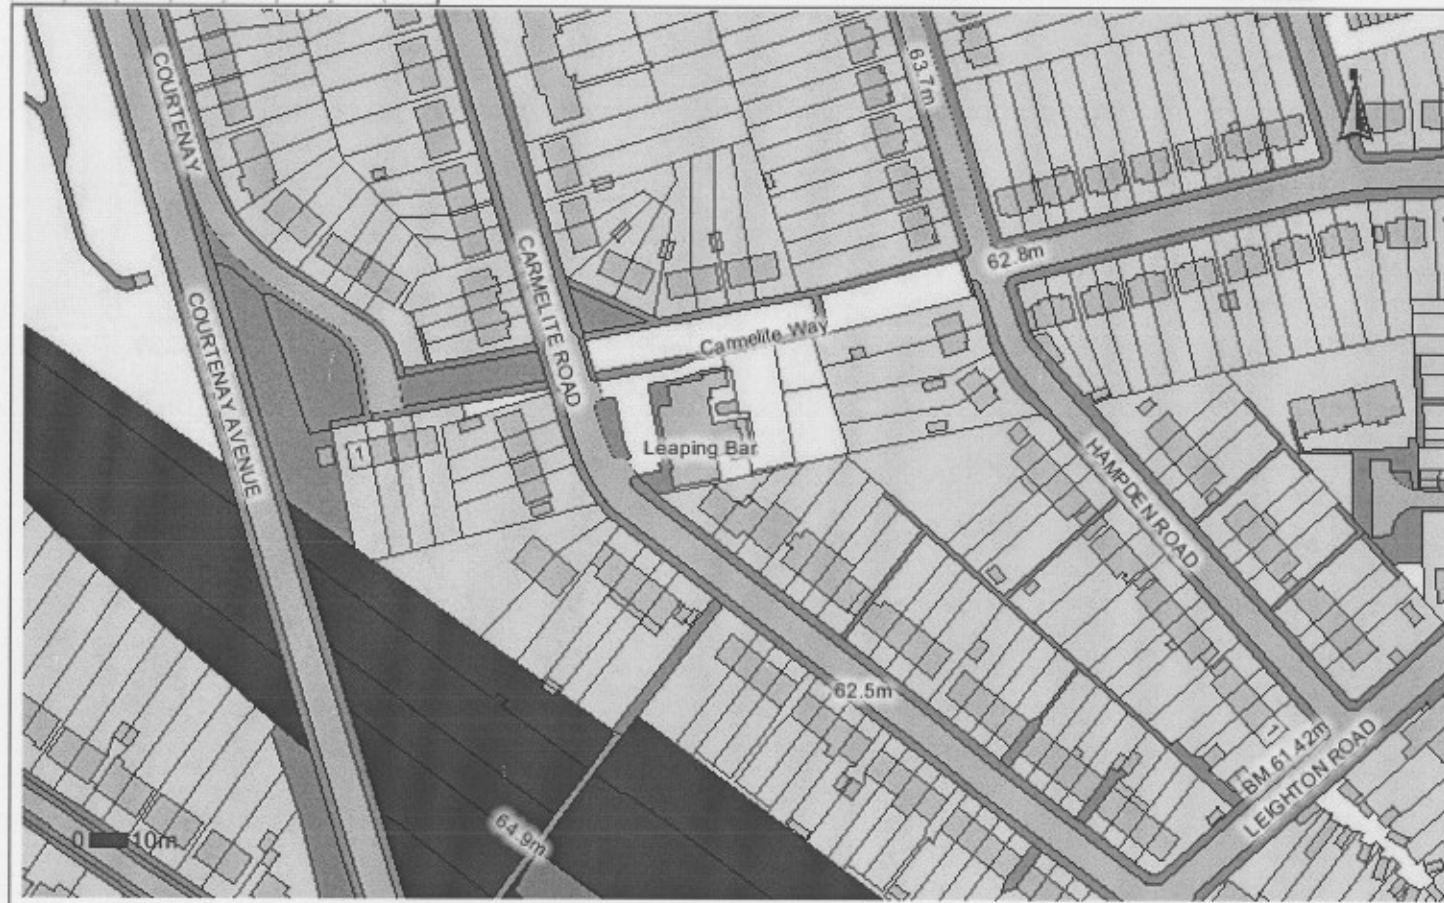 COURTENAY
63.7m
CARMELITE ROAD
62.8m
COURTENAY AVENUE
Carmelite Way
1
Leaping Bar
HAMPDEN ROAD
62.5m
BM 61.42m
LEIGHTON ROAD
1
64.9m
0 10m